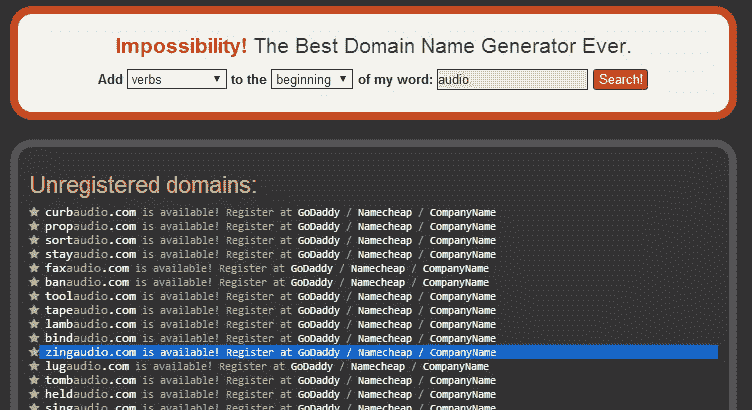 Impossibility! The Best Domain Name Generator Ever.
Add verbs to the beginning of my word: audio Search!
Unregistered domains:
curbaudio.com is available! Register at GoDaddy / Namecheap / CompanyName
propaudio.com is available! Register at GoDaddy / Namecheap / CompanyName
sortaudio.com is available! Register at GoDaddy / Namecheap / CompanyName
stayaudio.com is available! Register at GoDaddy / Namecheap / CompanyName
faxaudio.com is available! Register at GoDaddy / Namecheap / CompanyName
banaudio.com is available! Register at GoDaddy / Namecheap / CompanyName
toolaudio.com is available! Register at GoDaddy / Namecheap / CompanyName
tapeaudio.com is available! Register at GoDaddy / Namecheap / CompanyName
lambaudio.com is available! Register at GoDaddy / Namecheap / CompanyName
bindaudio.com is available! Register at GoDaddy / Namecheap / CompanyName
zingaudio.com is available! Register at GoDaddy / Namecheap / CompanyName
lugaudio.com is available! Register at GoDaddy / Namecheap / CompanyName
tombaudio.com is available! Register at GoDaddy / Namecheap / CompanyName
heldaudio.com is available! Register at GoDaddy / Namecheap / CompanyName
singaudio.com is available! Register at GoDaddy / Namecheap / CompanyName